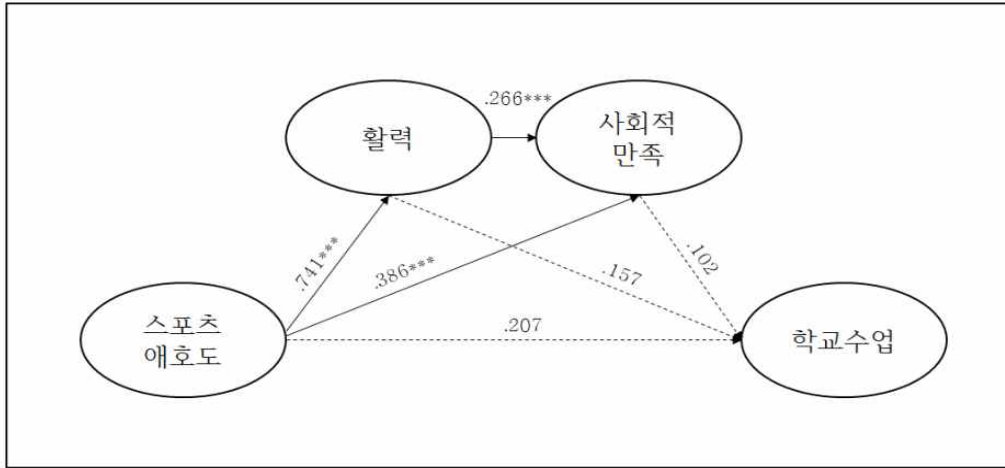 .266***
활력
사회적
만족
.741***
.386***
.157
.102
스포츠
애호도
.207
학교수업